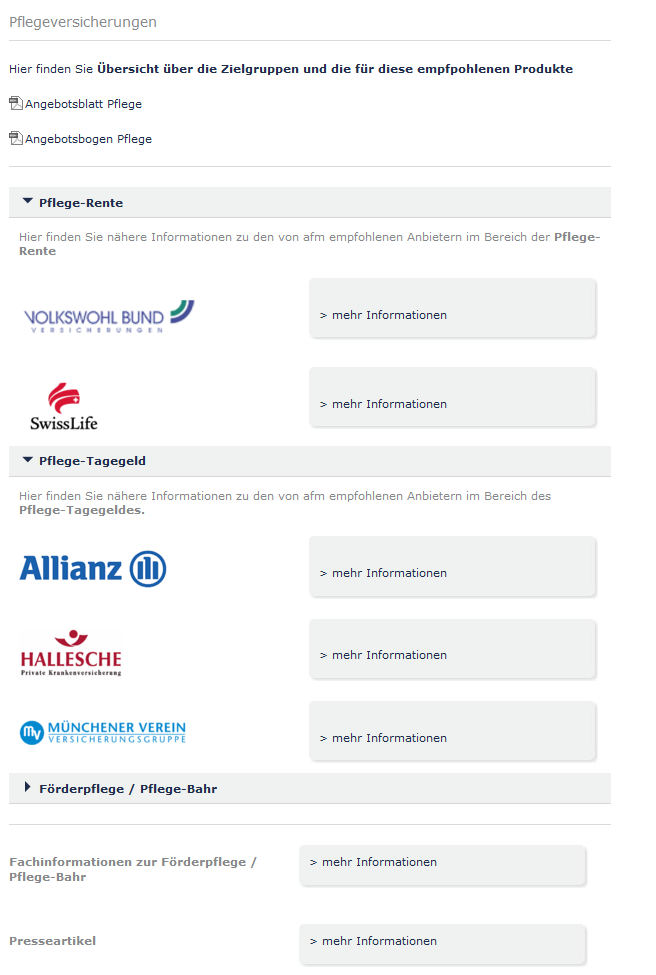 Pflegeversicherungen
Hier finden Sie Übersicht über die Zielgruppen und die für diese empfpohlenen Produkte
Angebotsblatt Pflege
Angebotsbogen Pflege
Pflege-Rente
Hier finden Sie nähere Informationen zu den von afm empfohlenen Anbietern im Bereich der Pflege-
Rente
VOLKSWOHL BUND
VERSICHERUNGEN
> mehr Informationen
SwissLife
> mehr Informationen
Pflege-Tagegeld
Hier finden Sie nähere Informationen zu den von afm empfohlenen Anbietern im Bereich des
Pflege-Tagegeldes.
Allianz
> mehr Informationen
HALLESCHE
Private Krankenversicherung
> mehr Informationen
MÜNCHENER VEREIN
VERSICHERUNGSGRUPPE
> mehr Informationen
Förderpflege / Pflege-Bahr
Fachinformationen zur Förderpflege /
Pflege-Bahr
> mehr Informationen
Presseartikel
> mehr Informationen